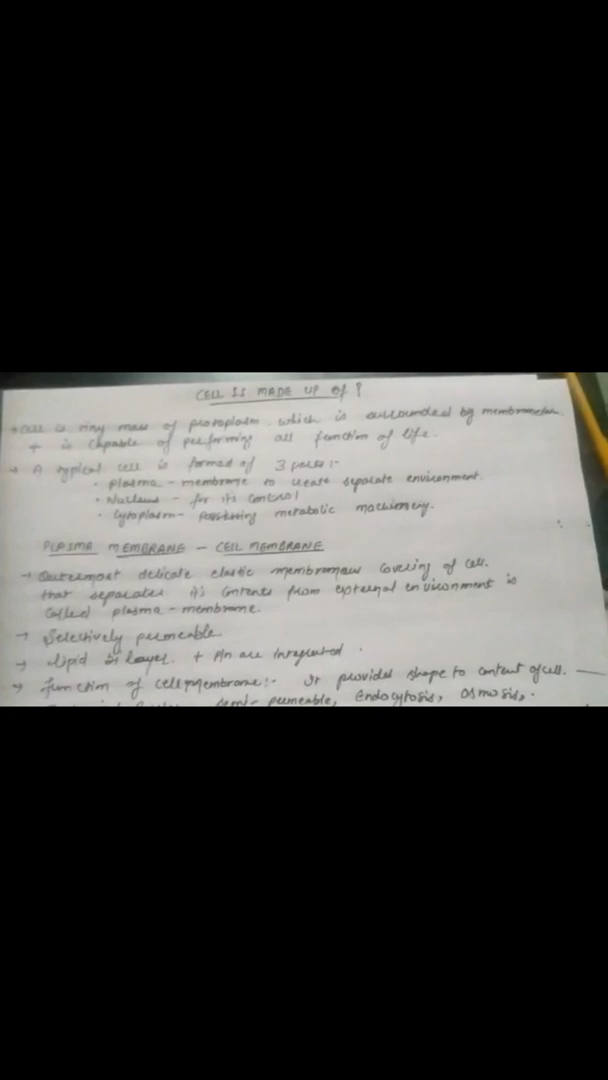 CELL IS MADE UP Of ?
→ Cell is tiny mass of protoplasm which is surrounded by membrane
+ is capable of performing all function of life.
→ A typical cell is formed of 3 parts :-
• Plasma - membrane to create separate environment.
• Nucleus - for its control
• Cytoplasm - metabolic machinery.
PLASMA MEMBRANE - CELL MEMBRANE
→ Outermost delicate elastic membranous covering of cell.
that separates its contents from external environment is
called plasma - membrane.
→ Selectively permeable
→ lipid bilayer. + are integrated.
→ function of cell membrane :- It provides shape to content of cell. —
semi - permeable, Endocytosis, Osmosis,